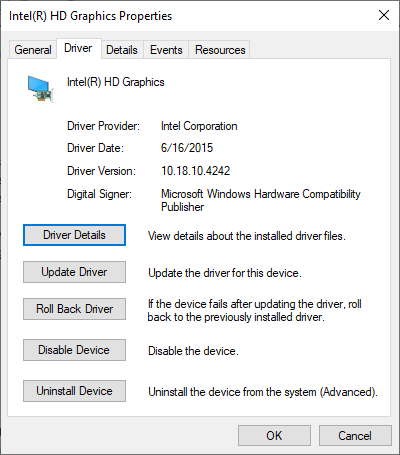 Intel(R) HD Graphics Properties
General Driver Details Events Resources
Intel(R) HD Graphics
Driver Provider: Intel Corporation
Driver Date: 6/16/2015
Driver Version: 10.18.10.4242
Digital Signer: Microsoft Windows Hardware Compatibility
Publisher
Driver Details View details about the installed driver files.
Update Driver Update the driver for this device.
Roll Back Driver If the device fails after updating the driver, roll
back to the previously installed driver.
Disable Device Disable the device.
Uninstall Device Uninstall the device from the system (Advanced).
OK Cancel